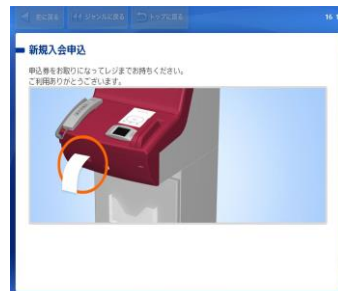 前に戻る ジャンルに戻る トップに戻る
新規入会申込
申込券をお取りになってレジまでお持ちください。
ご利用ありがとうございます。